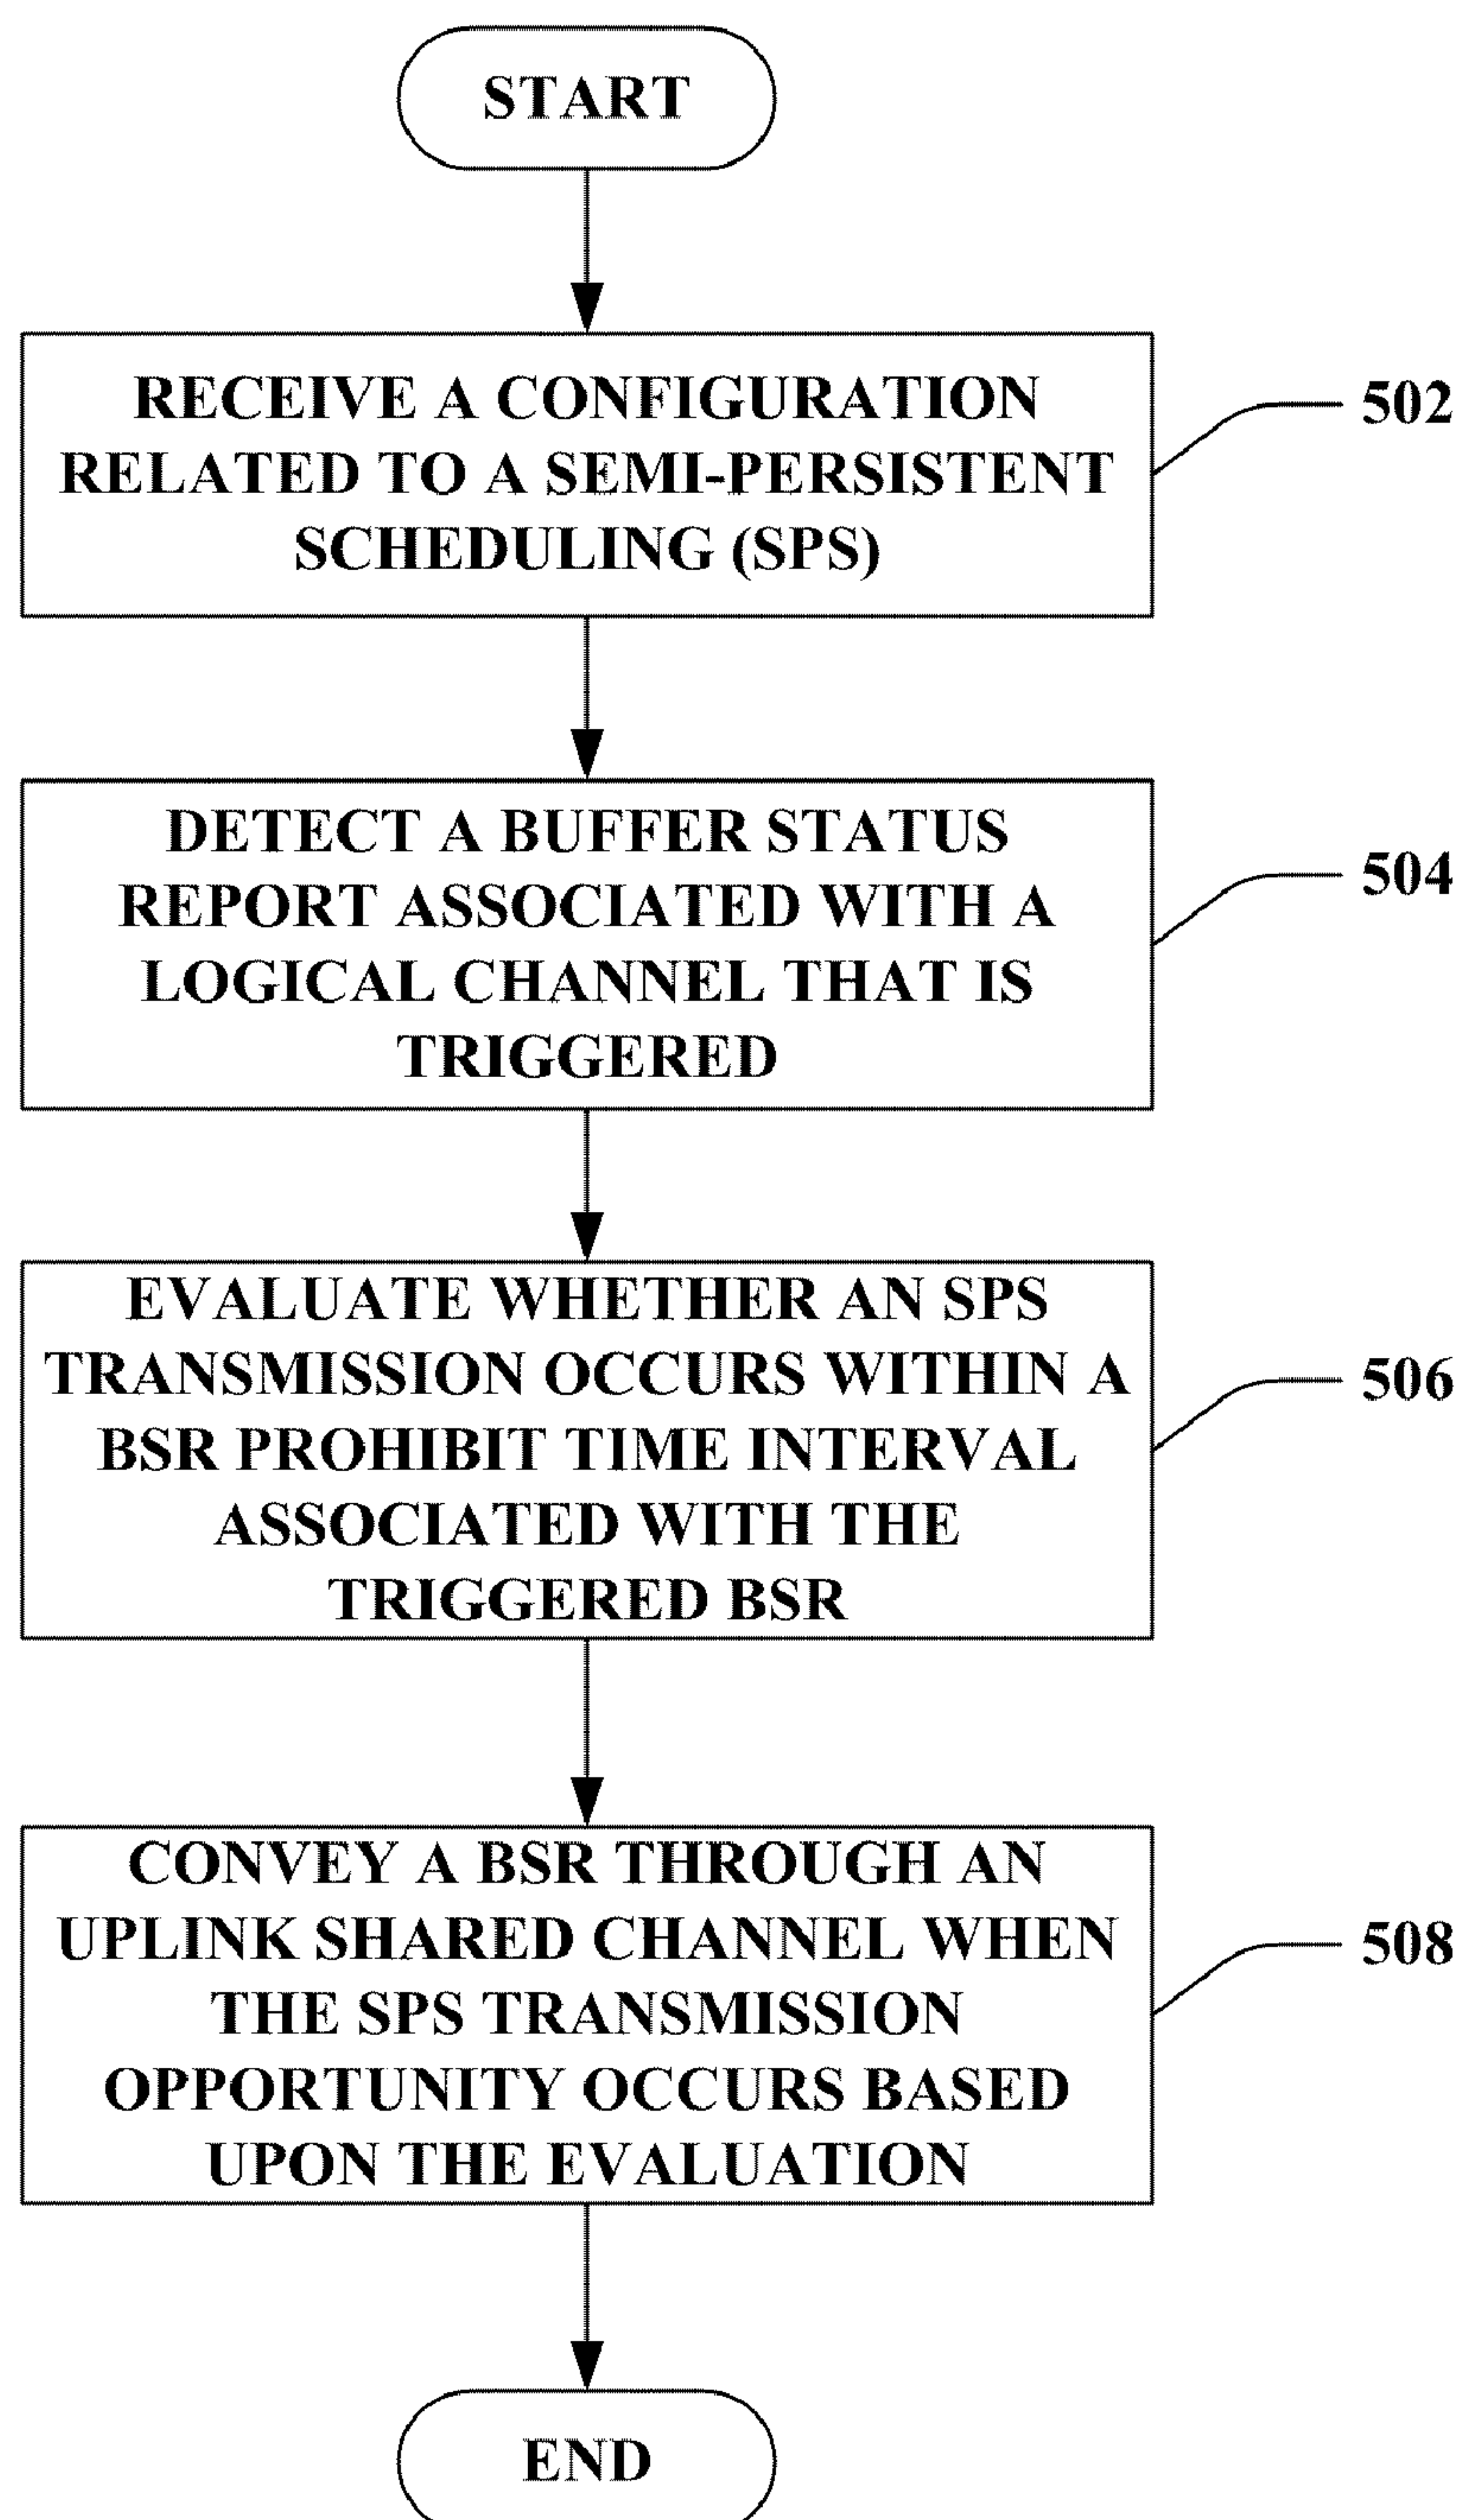 START
RECEIVE A CONFIGURATION
RELATED TO A SEMI-PERSISTENT
SCHEDULING (SPS)
502
DETECT A BUFFER STATUS
REPORT ASSOCIATED WITH A
LOGICAL CHANNEL THAT IS
TRIGGERED
504
EVALUATE WHETHER AN SPS
TRANSMISSION OCCURS WITHIN A
BSR PROHIBIT TIME INTERVAL
ASSOCIATED WITH THE
TRIGGERED BSR
506
CONVEY A BSR THROUGH AN
UPLINK SHARED CHANNEL WHEN
THE SPS TRANSMISSION
OPPORTUNITY OCCURS BASED
UPON THE EVALUATION
508
END